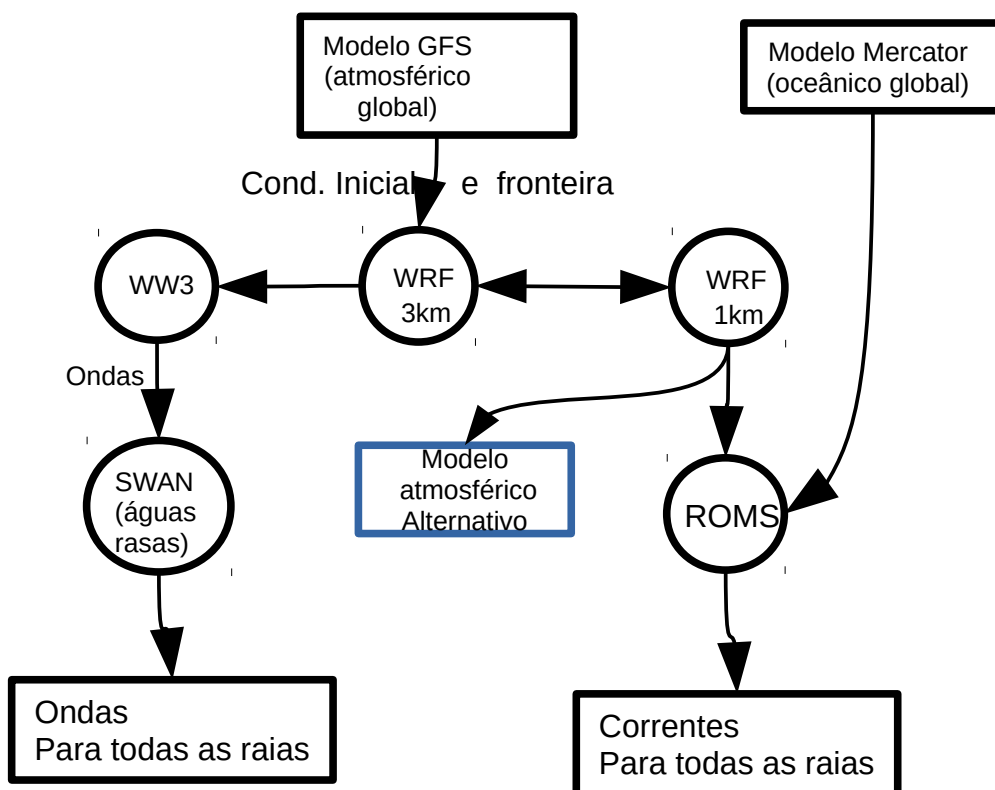 Modelo GFS
(atmosférico
global)
Modelo Mercator
(oceânico global)
Cond. Inicial e fronteira
WW3
WRF
3km
WRF
1km
Ondas
SWAN
(águas
rasas)
Modelo
atmosférico
Alternativo
ROMS
Ondas
Para todas as raias
Correntes
Para todas as raias